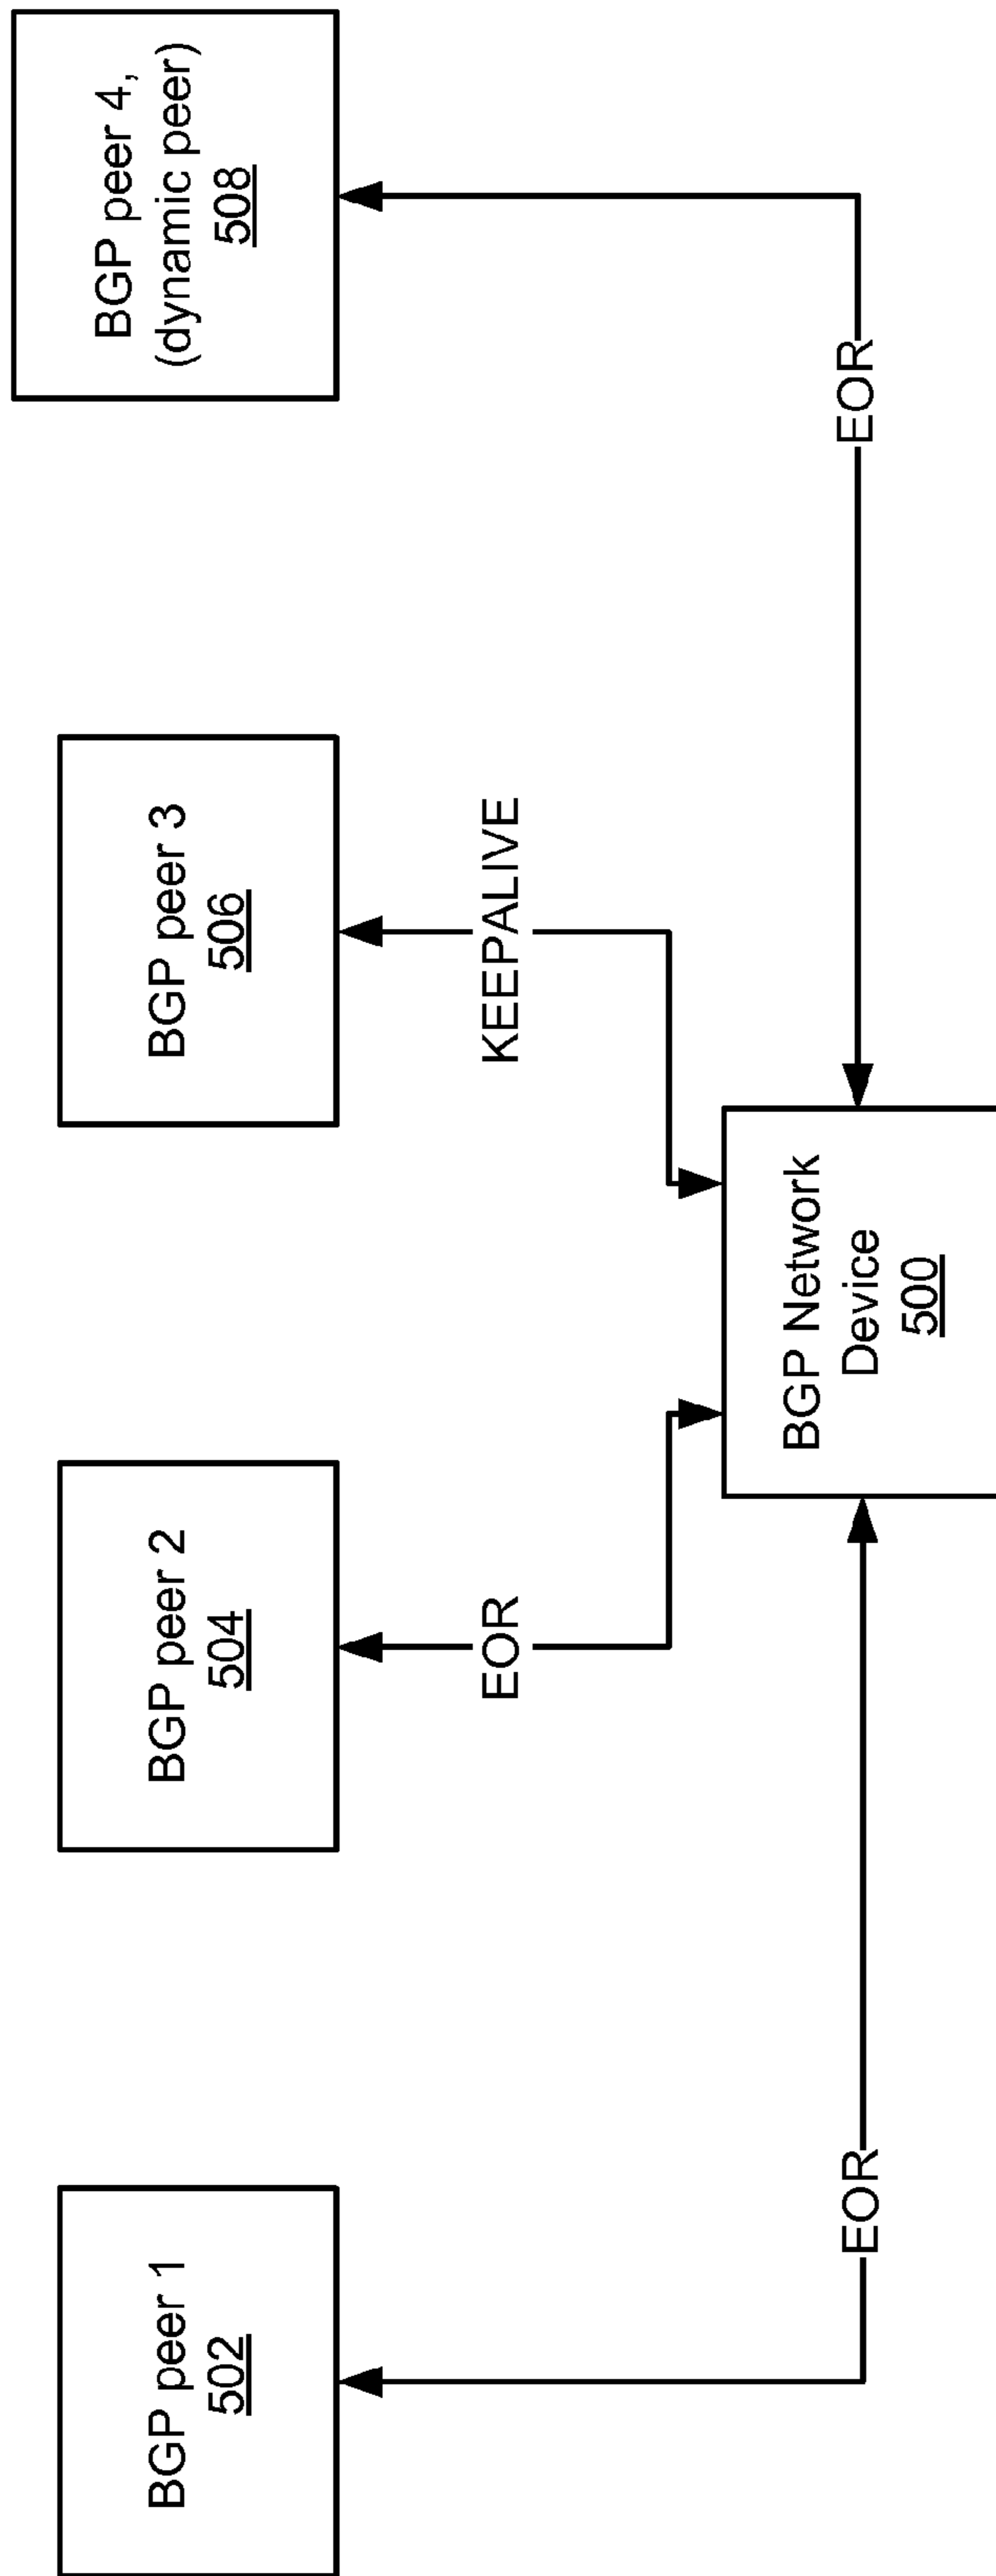 BGP peer 1
502
BGP peer 2
504
BGP peer 3
506
BGP peer 4,
(dynamic peer)
508
EOR
KEEPALIVE
EOR
EOR
BGP Network
Device
500